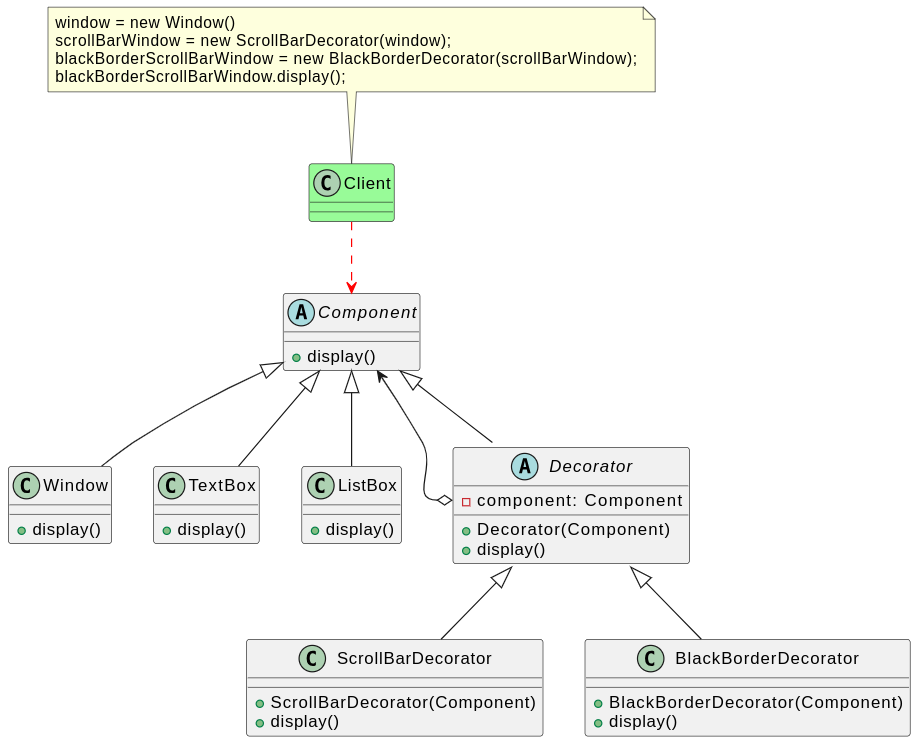 window = new Window()
scrollBarWindow = new ScrollBarDecorator(window);
blackBorderScrollBarWindow = new BlackBorderDecorator(scrollBarWindow);
blackBorderScrollBarWindow.display();
C Client
A Component
display()
C Window
display()
C TextBox
display()
C ListBox
display()
A Decorator
component: Component
Decorator(Component)
display()
C ScrollBarDecorator
ScrollBarDecorator(Component)
display()
C BlackBorderDecorator
BlackBorderDecorator(Component)
display()